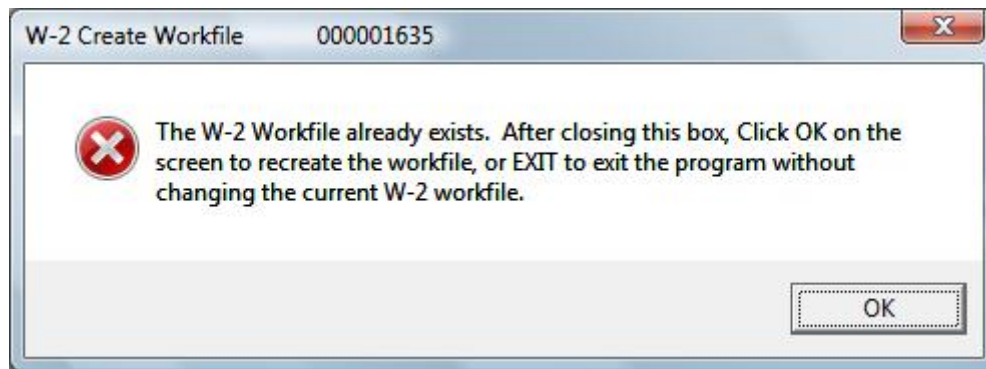 W-2 Create Workfile 000001635
The W-2 Workfile already exists. After closing this box, Click OK on the
screen to recreate the workfile, or EXIT to exit the program without
changing the current W-2 workfile.
OK